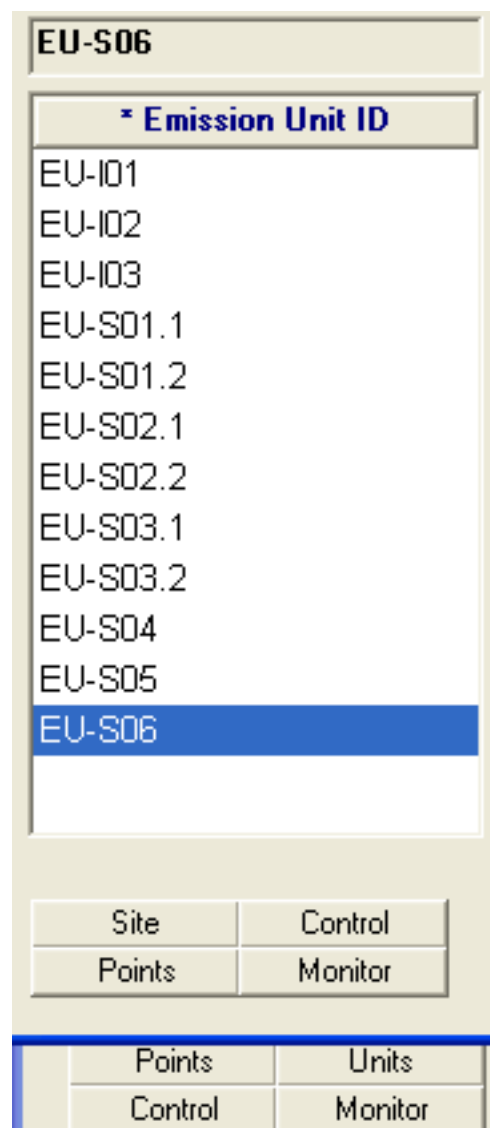 EU-S06
* Emission Unit ID
EU-I01
EU-I02
EU-I03
EU-S01.1
EU-S01.2
EU-S02.1
EU-S02.2
EU-S03.1
EU-S03.2
EU-S04
EU-S05
EU-S06
Site Control
Points Monitor
Points Units
Control Monitor